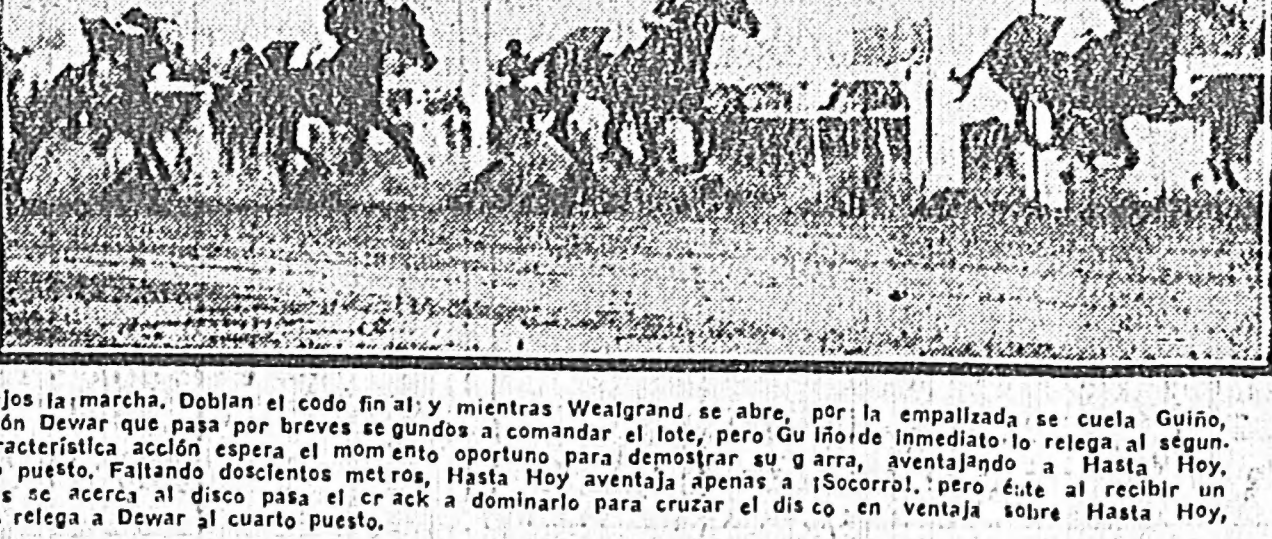 jos la marcha. Doblan el codo final y mientras Wealgrand se abre, por la empalizada se cuela Guiño,
ón Dewar que pasa por breves segundos a comandar el lote, pero Guiño de inmediato lo relega al segun-
racterística acción espera el momento oportuno para demostrar su garra, aventajando a Hasta Hoy,
puesto. Faltando doscientos metros, Hasta Hoy aventaja apenas a ¡Socorro!, pero éste al recibir un
s se acerca al disco pasa el crack a dominarlo para cruzar el disco en ventaja sobre Hasta Hoy,
relega a Dewar al cuarto puesto.